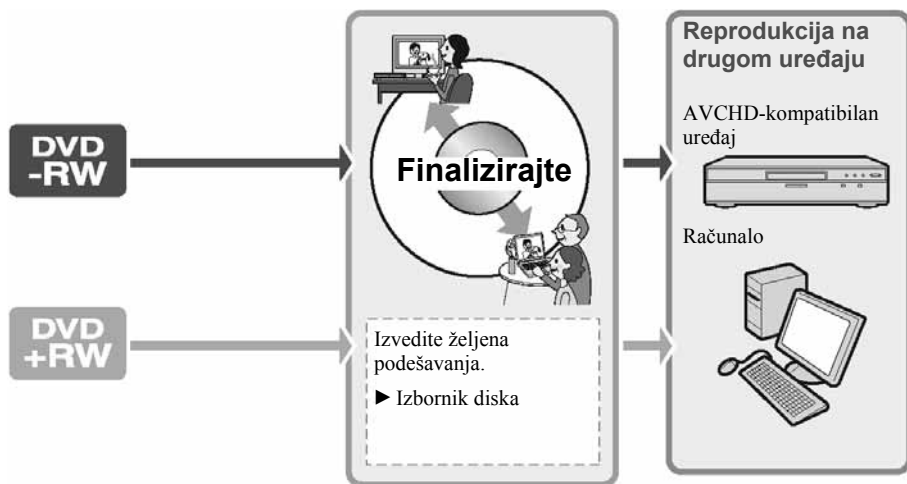 DVD
-RW
Finalizirajte
Reprodukcija na
drugom uređaju
AVCHD-kompatibilan
uređaj
Računalo
DVD
+RW
Izvedite željena
podešavanja.
► Izbornik diska